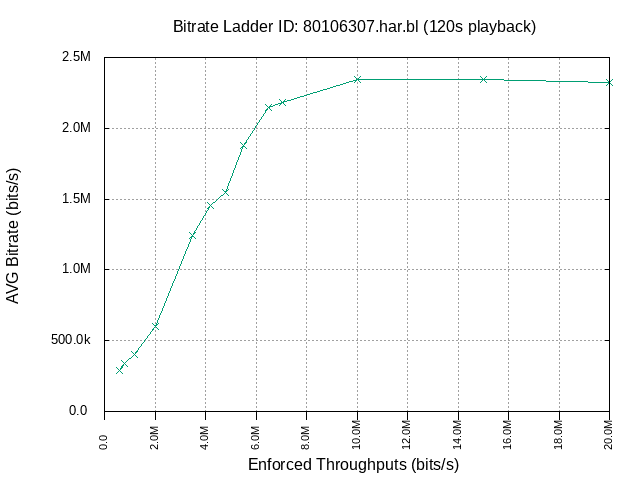 Bitrate Ladder ID: 80106307.har.bl (120s playback)
2.5M
2.0M
1.5M
1.0M
500.0k
0.0
AVG Bitrate (bits/s)
0.0
2.0M
4.0M
6.0M
8.0M
10.0M
12.0M
14.0M
16.0M
18.0M
20.0M
Enforced Throughputs (bits/s)